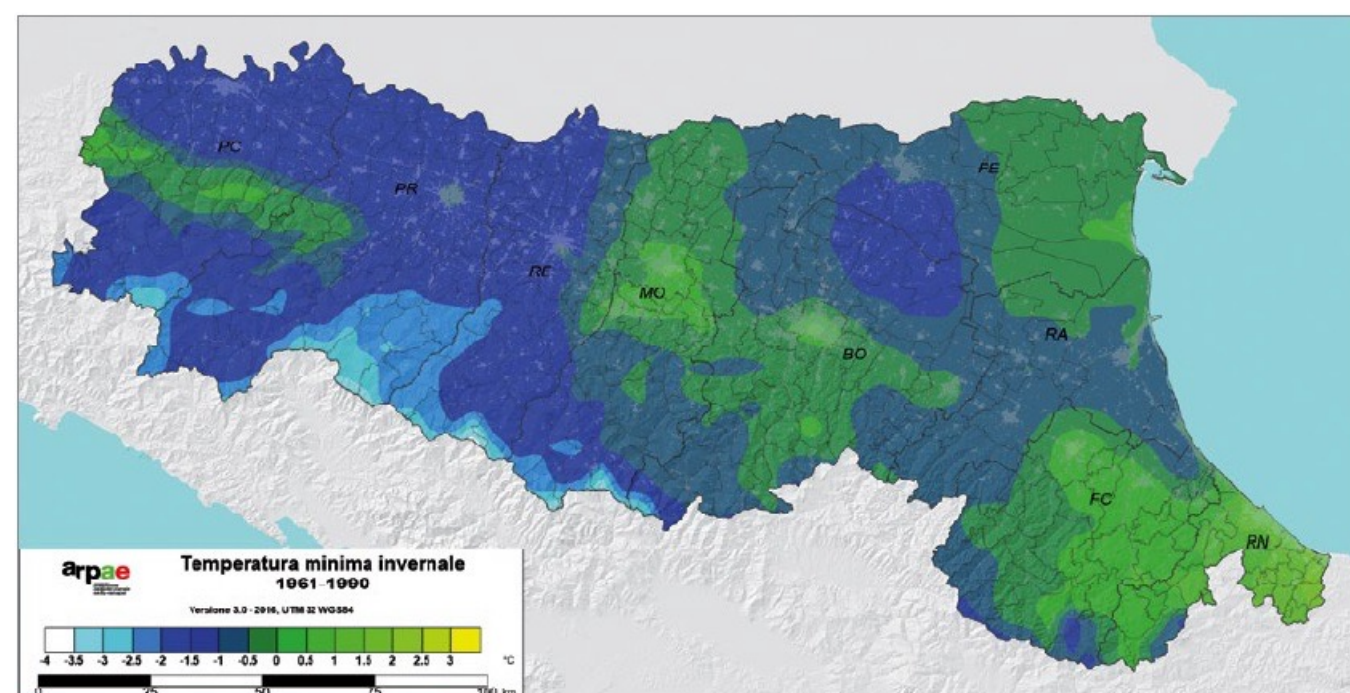 PC
PR
RE
MO
BO
FE
RA
FC
RN
arpae
Temperatura minima invernale
1961-1990
Versione 3.0 - 2016, UTM 32 WGS84
-4 -3.5 -3 -2.5 -2 -1.5 -1 -0.5 0 0.5 1 1.5 2 2.5 3 °C
0 25 50 75 100 km